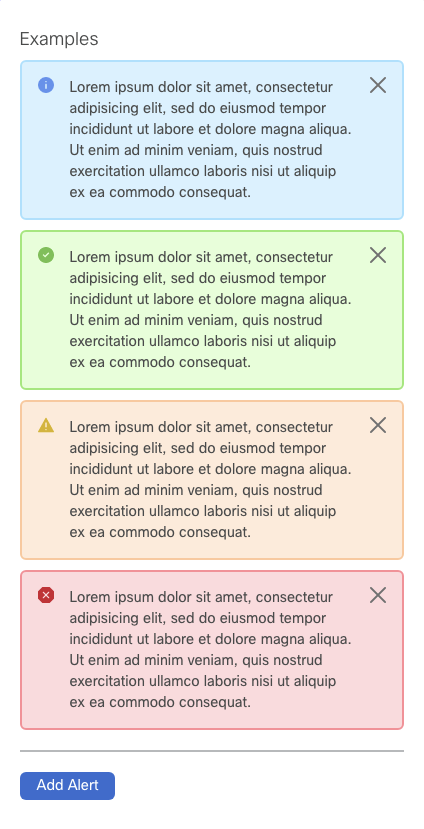 Examples
Lorem ipsum dolor sit amet, consectetur
adipisicing elit, sed do eiusmod tempor
incididunt ut labore et dolore magna aliqua.
Ut enim ad minim veniam, quis nostrud
exercitation ullamco laboris nisi ut aliquip
ex ea commodo consequat.
Lorem ipsum dolor sit amet, consectetur
adipisicing elit, sed do eiusmod tempor
incididunt ut labore et dolore magna aliqua.
Ut enim ad minim veniam, quis nostrud
exercitation ullamco laboris nisi ut aliquip
ex ea commodo consequat.
Lorem ipsum dolor sit amet, consectetur
adipisicing elit, sed do eiusmod tempor
incididunt ut labore et dolore magna aliqua.
Ut enim ad minim veniam, quis nostrud
exercitation ullamco laboris nisi ut aliquip
ex ea commodo consequat.
Lorem ipsum dolor sit amet, consectetur
adipisicing elit, sed do eiusmod tempor
incididunt ut labore et dolore magna aliqua.
Ut enim ad minim veniam, quis nostrud
exercitation ullamco laboris nisi ut aliquip
ex ea commodo consequat.
Add Alert